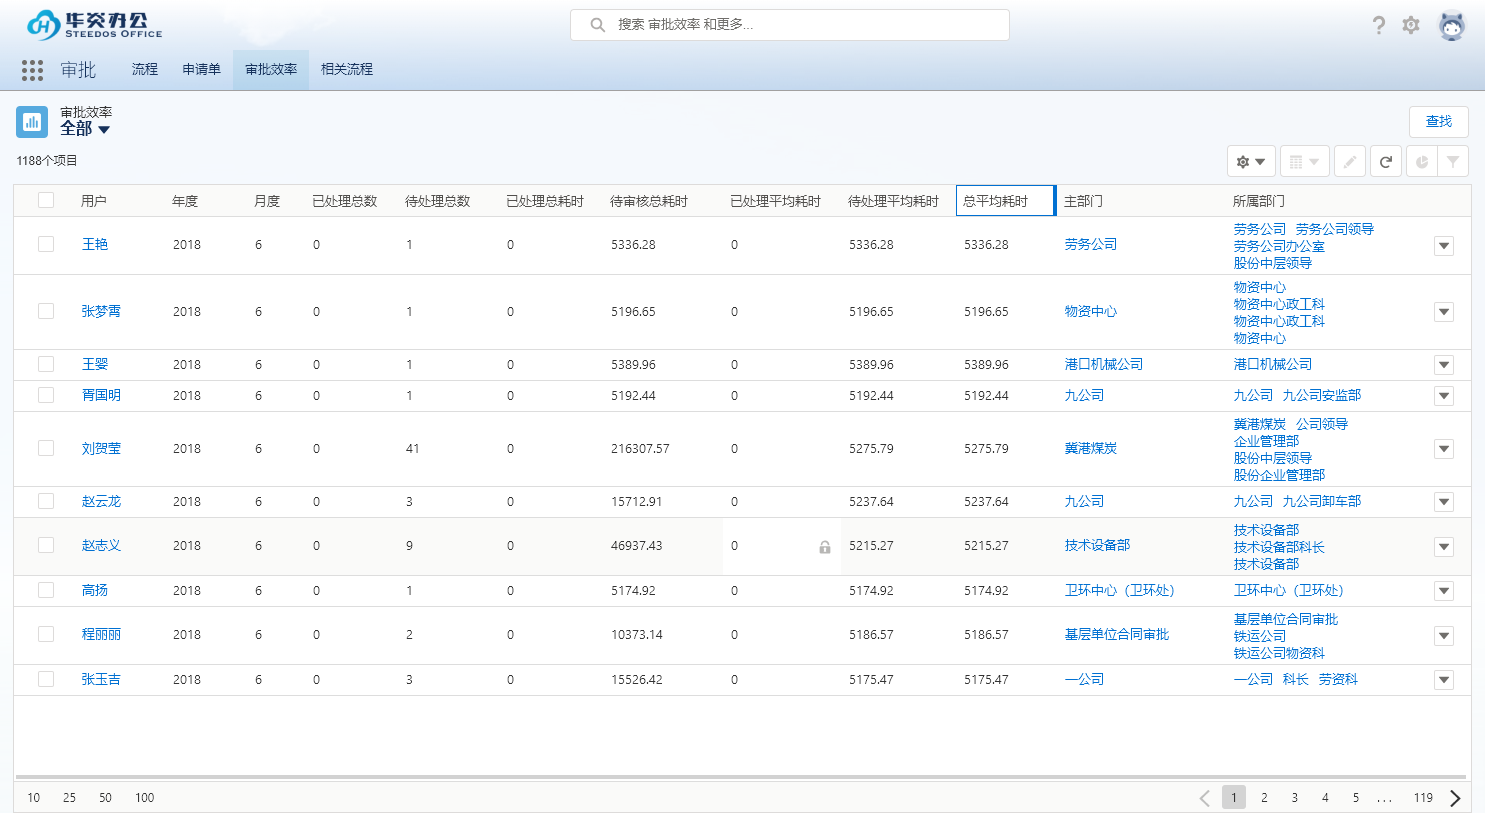 华炎办公
STEEDOS OFFICE
搜索 审批效率 和更多...
审批 流程 申请单 审批效率 相关流程
审批效率
全部
查找
1188个项目
用户 年度 月度 已处理总数 待处理总数 已处理总耗时 待审核总耗时 已处理平均耗时 待处理平均耗时 总平均耗时 主部门 所属部门
王艳 2018 6 0 1 0 5336.28 0 5336.28 5336.28 劳务公司 劳务公司 劳务公司领导
劳务公司办公室
股份中层领导
张梦霄 2018 6 0 1 0 5196.65 0 5196.65 5196.65 物资中心 物资中心
物资中心政工科
物资中心政工科
物资中心
王婴 2018 6 0 1 0 5389.96 0 5389.96 5389.96 港口机械公司 港口机械公司
胥国明 2018 6 0 1 0 5192.44 0 5192.44 5192.44 九公司 九公司 九公司安监部
刘贺莹 2018 6 0 41 0 216307.57 0 5275.79 5275.79 冀港煤炭 冀港煤炭 公司领导
企业管理部
股份中层领导
股份企业管理部
赵云龙 2018 6 0 3 0 15712.91 0 5237.64 5237.64 九公司 九公司 九公司卸车部
赵志义 2018 6 0 9 0 46937.43 0 5215.27 5215.27 技术设备部 技术设备部
技术设备部科长
技术设备部
高扬 2018 6 0 1 0 5174.92 0 5174.92 5174.92 卫环中心（卫环处） 卫环中心（卫环处）
程丽丽 2018 6 0 2 0 10373.14 0 5186.57 5186.57 基层单位合同审批 基层单位合同审批
铁运公司
铁运公司物资科
张玉吉 2018 6 0 3 0 15526.42 0 5175.47 5175.47 一公司 一公司 科长 劳资科
10 25 50 100 1 2 3 4 5 ... 119